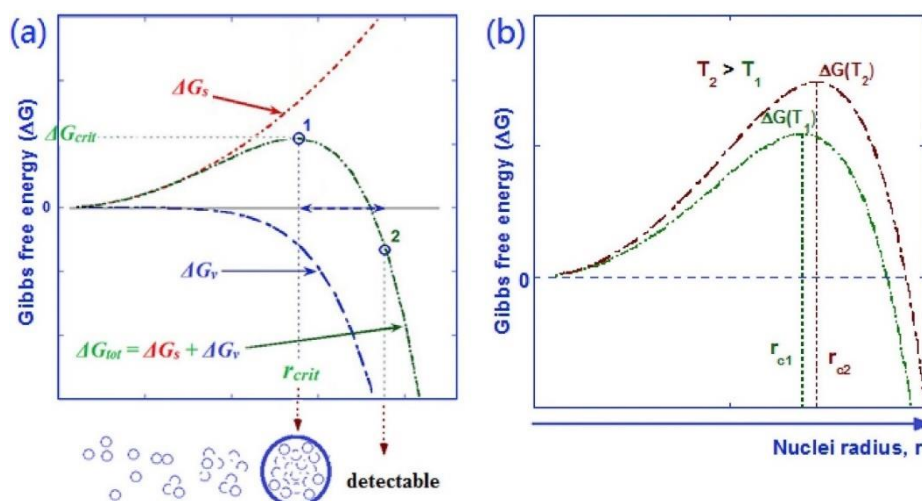 (a)
ΔGs
ΔGcrit
1
0
2
ΔGv
ΔGtot = ΔGs + ΔGv
rcrit
Gibbs free energy (ΔG)
detectable
(b)
T2 > T1
ΔG(T2)
ΔG(T1)
0
rc1
rc2
Gibbs free energy (ΔG)
Nuclei radius, r